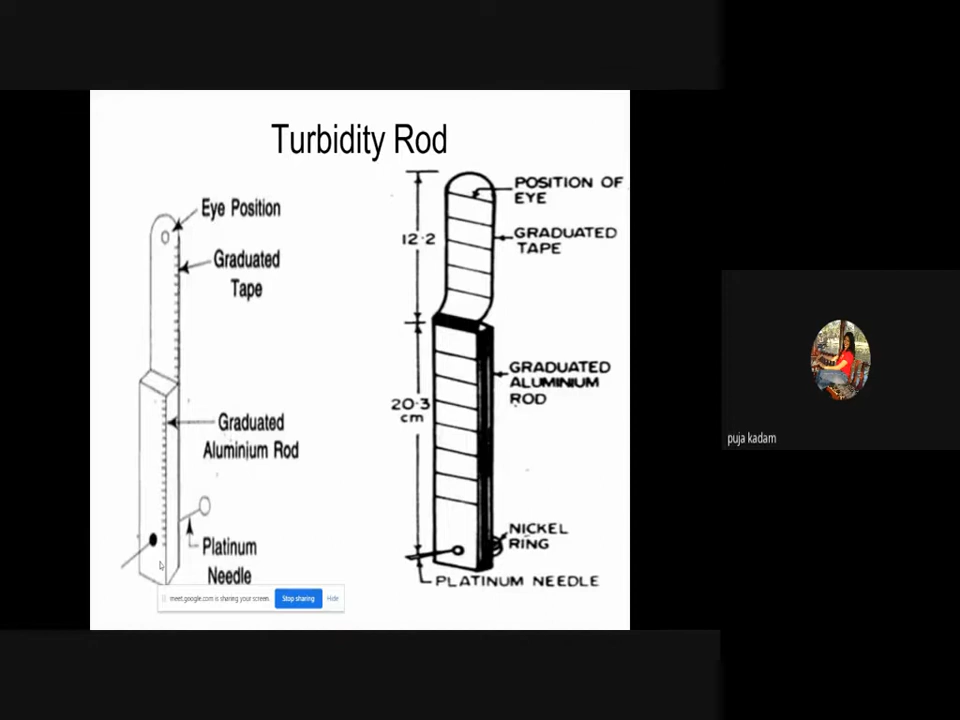 Turbidity Rod
Eye Position
Graduated
Tape
Graduated
Aluminium Rod
Platinum
Needle
POSITION OF
EYE
12·2
GRADUATED
TAPE
GRADUATED
ALUMINIUM
ROD
20·3
cm
NICKEL
RING
PLATINUM NEEDLE
meet.google.com is sharing your screen.
Stop sharing
Hide
puja kadam